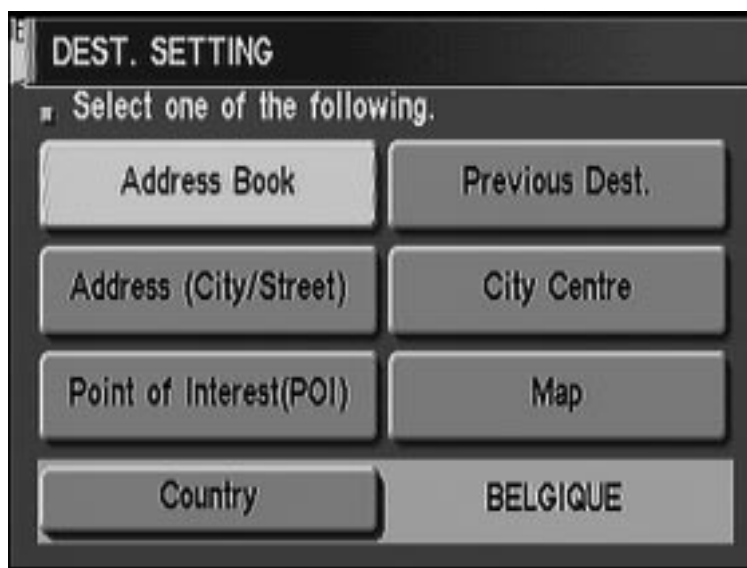 E
DEST. SETTING
Select one of the following.
Address Book
Previous Dest.
Address (City/Street)
City Centre
Point of Interest(POI)
Map
Country
BELGIQUE